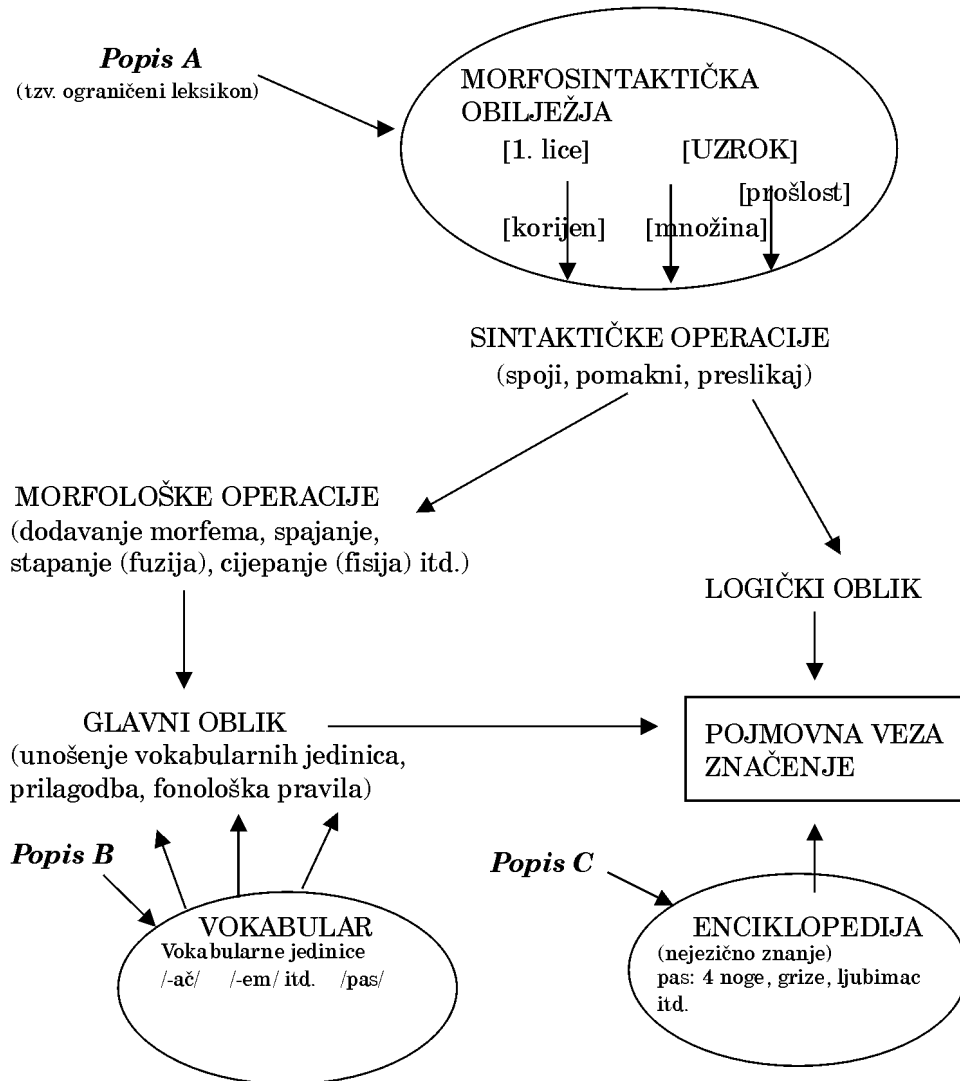 Popis A
(tzv. ograničeni leksikon)
MORFOSINTAKTIČKA
OBILJEŽJA
[1. lice] [UZROK]
[prošlost]
[korijen] [množina]
SINTAKTIČKE OPERACIJE
(spoji, pomakni, preslikaj)
MORFOLOŠKE OPERACIJE
(dodavanje morfema, spajanje,
stapanje (fuzija), cijepanje (fisija) itd.)
LOGIČKI OBLIK
GLAVNI OBLIK
(unošenje vokabularnih jedinica,
prilagodba, fonološka pravila)
POJMOVNA VEZA
ZNAČENJE
Popis B
VOKABULAR
Vokabularne jedinice
/-ač/ /-em/ itd. /pas/
Popis C
ENCIKLOPEDIJA
(nejezično znanje)
pas: 4 noge, grize, ljubimac
itd.